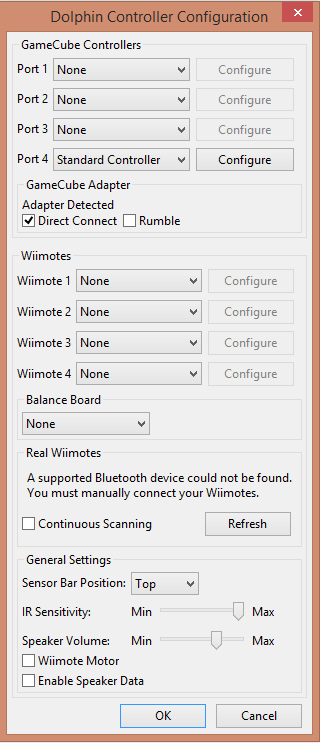 Dolphin Controller Configuration
GameCube Controllers
Port 1 None Configure
Port 2 None Configure
Port 3 None Configure
Port 4 Standard Controller Configure
GameCube Adapter
Adapter Detected
Direct Connect Rumble
Wiimotes
Wiimote 1 None Configure
Wiimote 2 None Configure
Wiimote 3 None Configure
Wiimote 4 None Configure
Balance Board
None
Real Wiimotes
A supported Bluetooth device could not be found.
You must manually connect your Wiimotes.
Continuous Scanning Refresh
General Settings
Sensor Bar Position: Top
IR Sensitivity: Min Max
Speaker Volume: Min Max
Wiimote Motor
Enable Speaker Data
OK Cancel